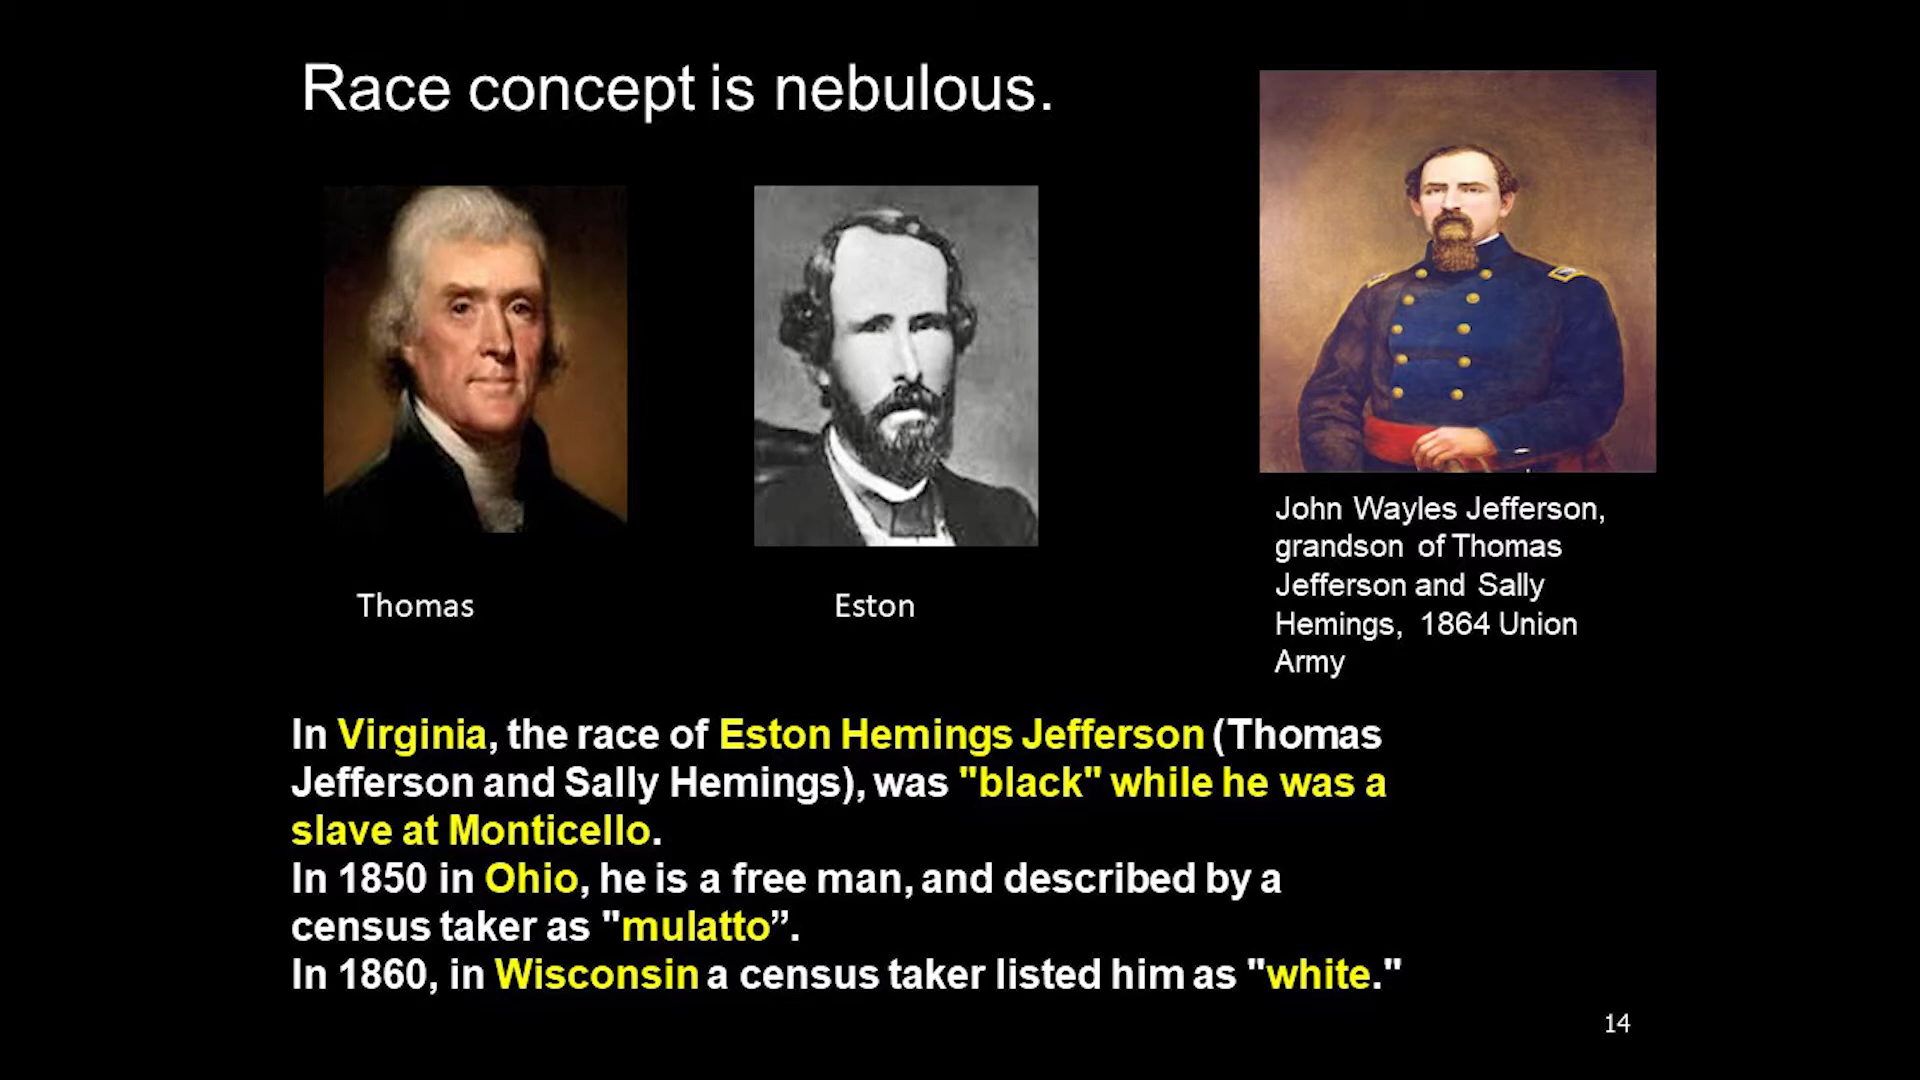 Race concept is nebulous.
Thomas
Eston
John Wayles Jefferson,
grandson of Thomas
Jefferson and Sally
Hemings, 1864 Union
Army
In Virginia, the race of Eston Hemings Jefferson (Thomas
Jefferson and Sally Hemings), was "black" while he was a
slave at Monticello.
In 1850 in Ohio, he is a free man, and described by a
census taker as "mulatto”.
In 1860, in Wisconsin a census taker listed him as "white."
14